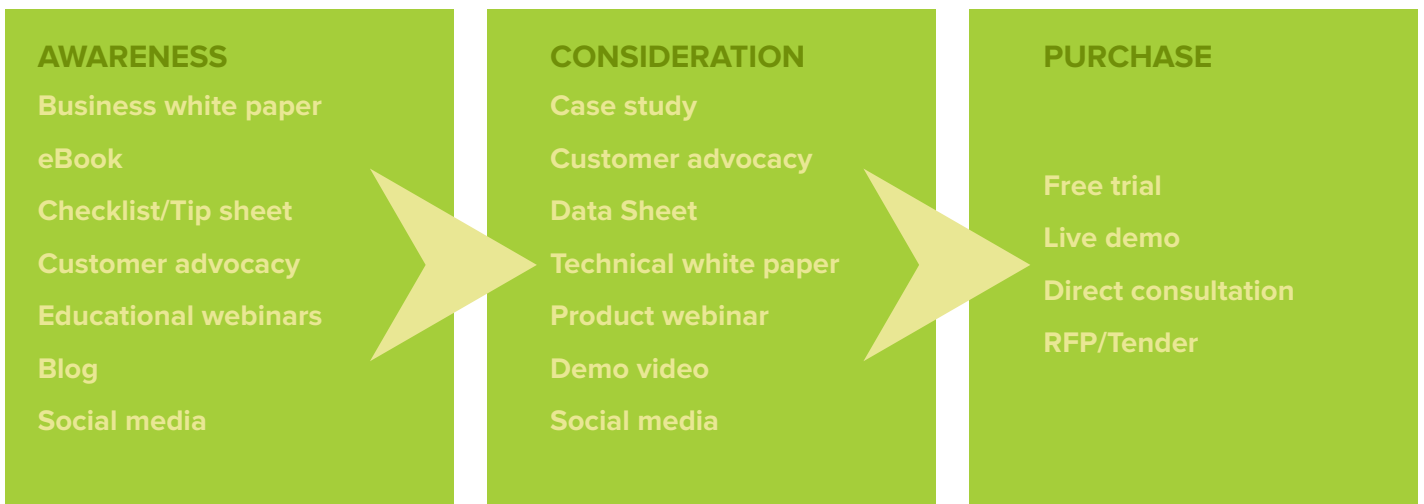 AWARENESS
Business white paper
eBook
Checklist/Tip sheet
Customer advocacy
Educational webinars
Blog
Social media
CONSIDERATION
Case study
Customer advocacy
Data Sheet
Technical white paper
Product webinar
Demo video
Social media
PURCHASE
Free trial
Live demo
Direct consultation
RFP/Tender